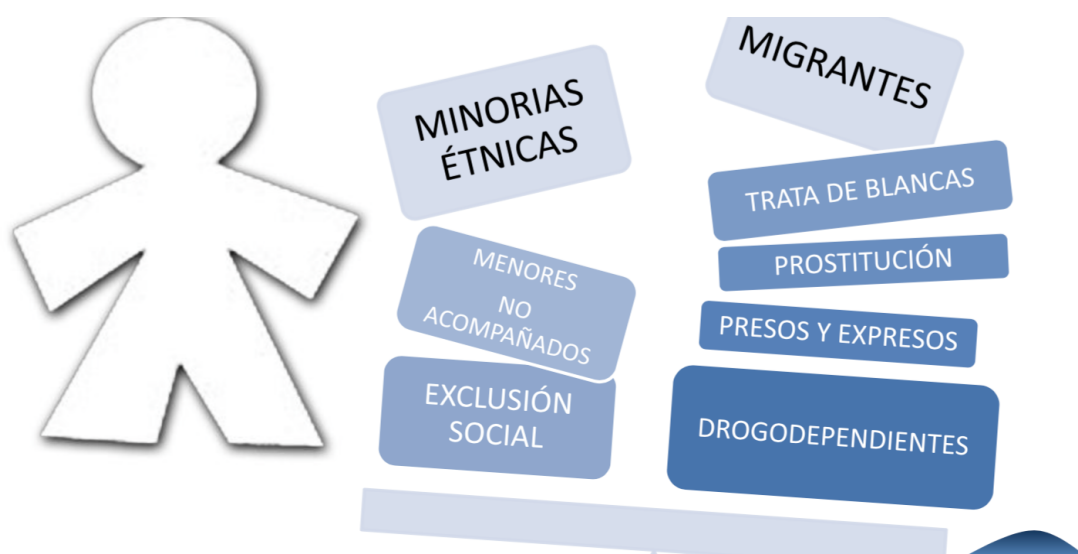 MINORIAS
ÉTNICAS
MENORES
NO
ACOMPAÑADOS
EXCLUSIÓN
SOCIAL
MIGRANTES
TRATA DE BLANCAS
PROSTITUCIÓN
PRESOS Y EXPRESOS
DROGODEPENDIENTES